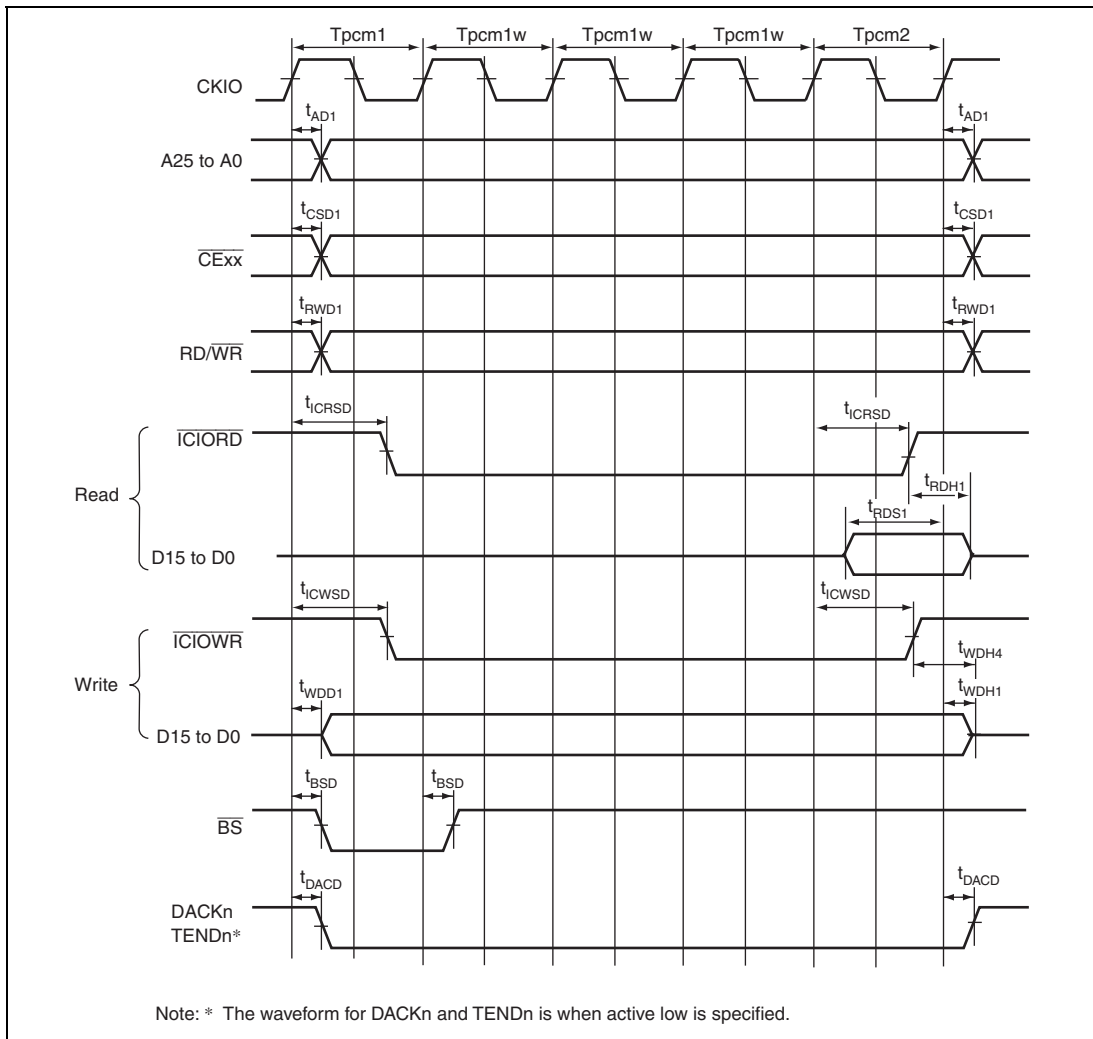 Tpcm1 Tpcm1w Tpcm1w Tpcm1w Tpcm2
CKIO
tAD1 tAD1
A25 to A0
tCSD1 tCSD1
CExx
tRWD1 tRWD1
RD/WR
tICRSD tICRSD
ICIORD
tRDH1
Read
tRDS1
D15 to D0
tICWSD tICWSD
ICIOWR
tWDH4
Write
tWDD1 tWDH1
D15 to D0
tBSD tBSD
BS
tDACD tDACD
DACKn
TENDn*
Note: * The waveform for DACKn and TENDn is when active low is specified.